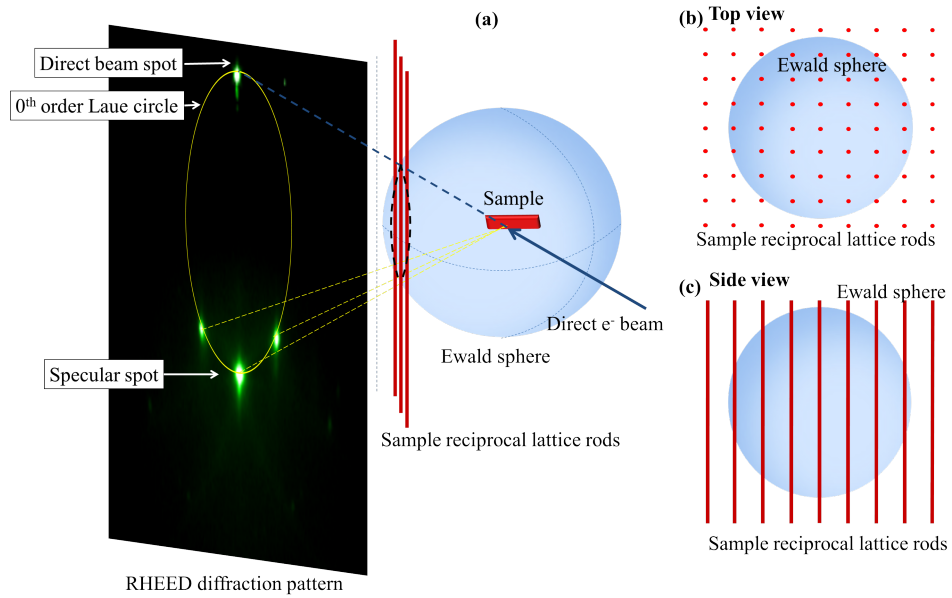 (a)
Direct beam spot
0th order Laue circle
Specular spot
RHEED diffraction pattern
Sample
Direct e- beam
Ewald sphere
Sample reciprocal lattice rods
(b) Top view
Ewald sphere
Sample reciprocal lattice rods
(c) Side view
Ewald sphere
Sample reciprocal lattice rods